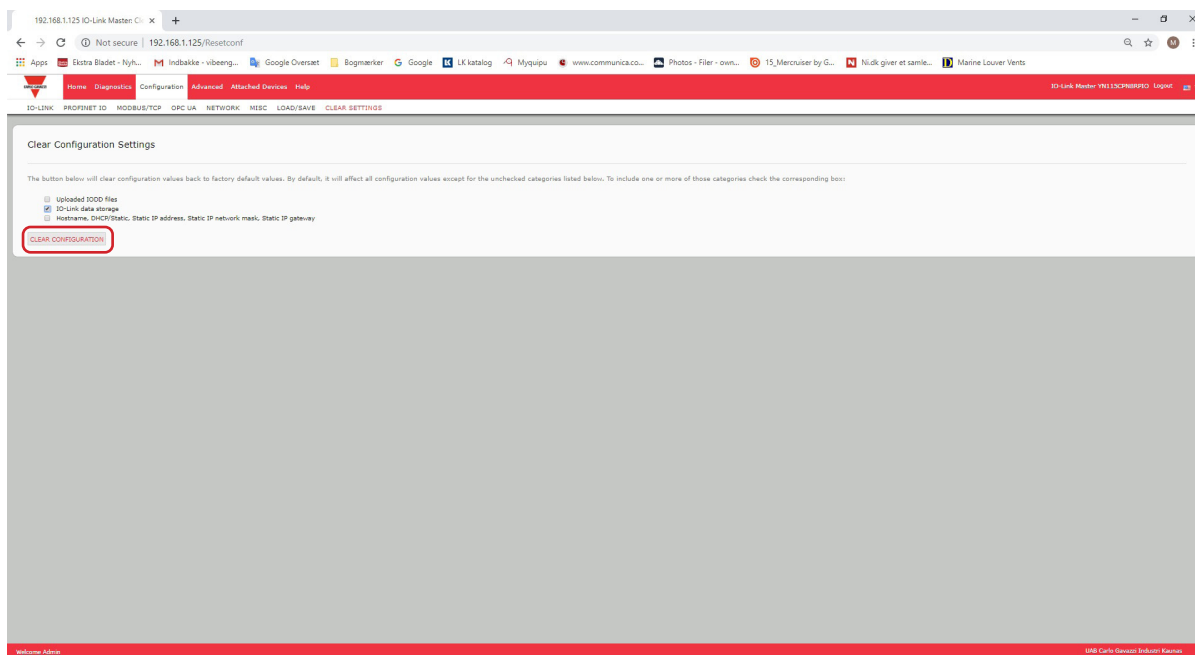 192.168.1.125 IO-Link Master: Cl
Not secure | 192.168.1.125/Resetconf
Apps Ekstra Bladet - Nyh... Indbakke - vibeeng... Google Oversæt Bogmærker Google LK katalog Myquipu www.communica.co... Photos - Filer - own... 15_Mercruiser by G... Ni.dk giver et samle... Marine Louver Vents
CARLO GAVAZZI
Home Diagnostics Configuration Advanced Attached Devices Help IO-Link Master YN115CPN8RPIO Logout
IO-LINK PROFINET IO MODBUS/TCP OPC UA NETWORK MISC LOAD/SAVE CLEAR SETTINGS
Clear Configuration Settings
The button below will clear configuration values back to factory default values. By default, it will affect all configuration values except for the unchecked categories listed below. To include one or more of those categories check the corresponding box:
Uploaded IODD files
IO-Link data storage
Hostname, DHCP/Static, Static IP address, Static IP network mask, Static IP gateway
CLEAR CONFIGURATION
Welcome Admin UAB Carlo Gavazzi Industri Kaunas